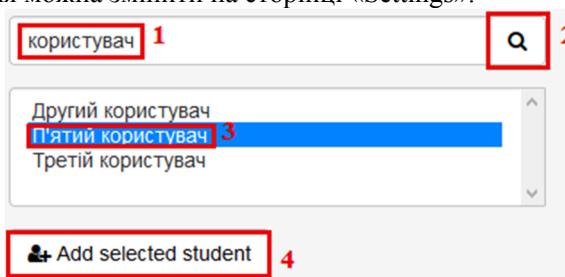 можна змінити на сторінці «Settings».
користувач 1
2
Другий користувач
П'ятий користувач 3
Третій користувач
Add selected student 4